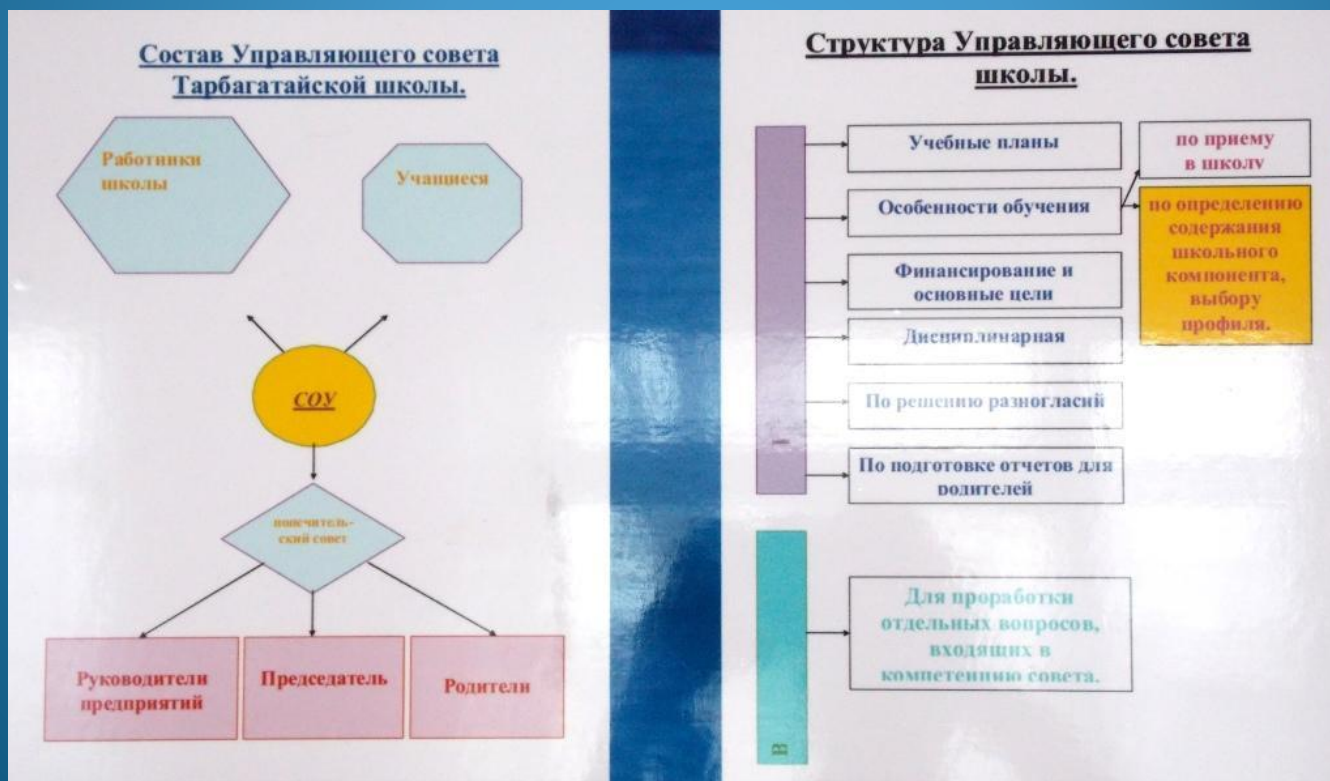 Состав Управляющего совета
Тарбагатайской школы.
Работники
школы
Учащиеся
СОУ
попечитель-
ский совет
Руководители
предприятий
Председатель
Родители
Структура Управляющего совета
школы.
Учебные планы
Особенности обучения
Финансирование и
основные цели
Дисциплинарная
По решению разногласий
По подготовке отчетов для
родителей
по приему
в школу
по определению
содержания
школьного
компонента,
выбору
профиля.
Для проработки
отдельных вопросов,
входящих в
компетенцию совета.
В